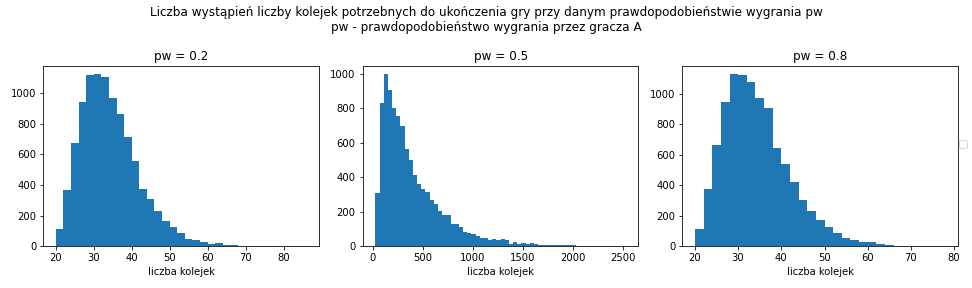 Liczba wystąpień liczby kolejek potrzebnych do ukończenia gry przy danym prawdopodobieństwie wygrania pw
pw - prawdopodobieństwo wygrania przez gracza A
pw = 0.2
1000
800
600
400
200
0
20 30 40 50 60 70 80
liczba kolejek
pw = 0.5
1000
800
600
400
200
0
0 500 1000 1500 2000 2500
liczba kolejek
pw = 0.8
1000
800
600
400
200
0
20 30 40 50 60 70 80
liczba kolejek